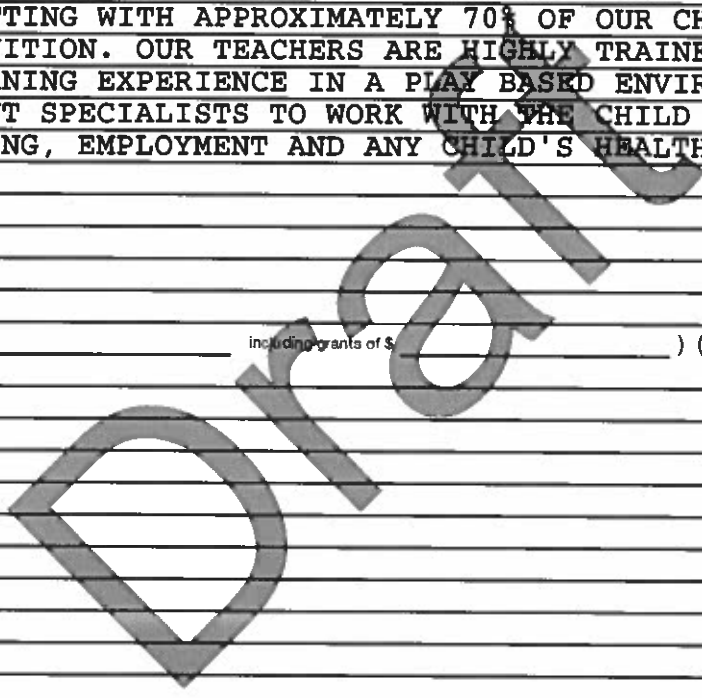 TING WITH APPROXIMATELY 70% OF OUR CH
ITION. OUR TEACHERS ARE HIGHLY TRAINE
NING EXPERIENCE IN A PLAY BASED ENVIR
T SPECIALISTS TO WORK WITH THE CHILD
NG, EMPLOYMENT AND ANY CHILD'S HEALTH
including grants of $ ) (
Draft